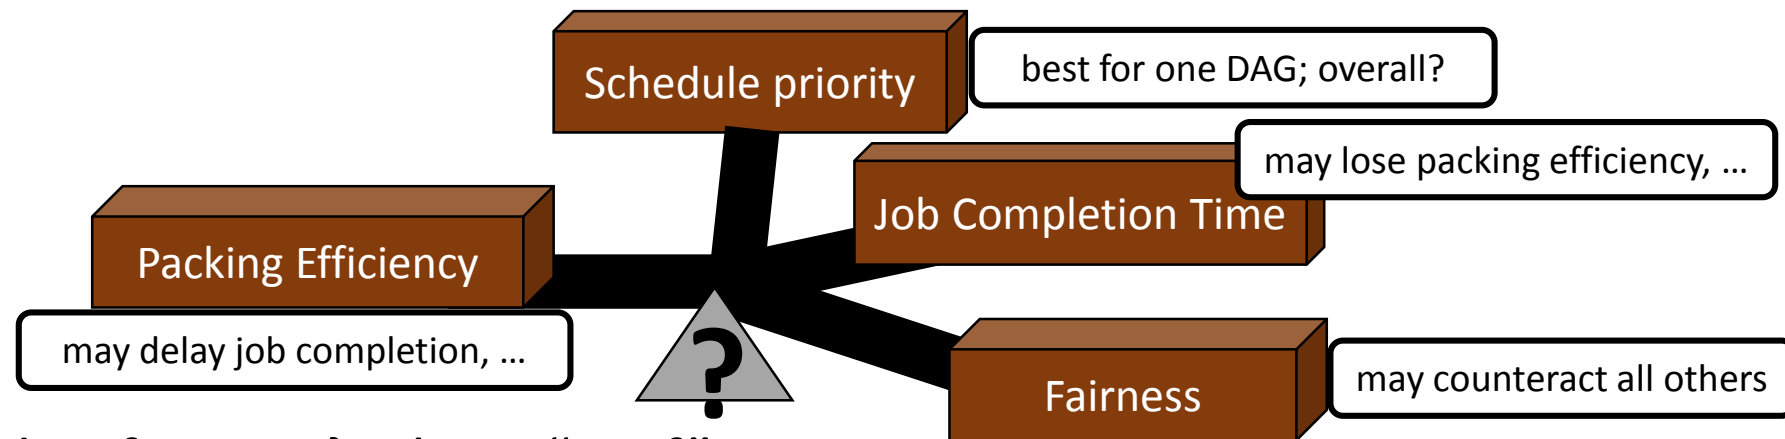 Schedule priority
best for one DAG; overall?
may lose packing efficiency, …
Job Completion Time
Packing Efficiency
may delay job completion, …
?
Fairness
may counteract all others